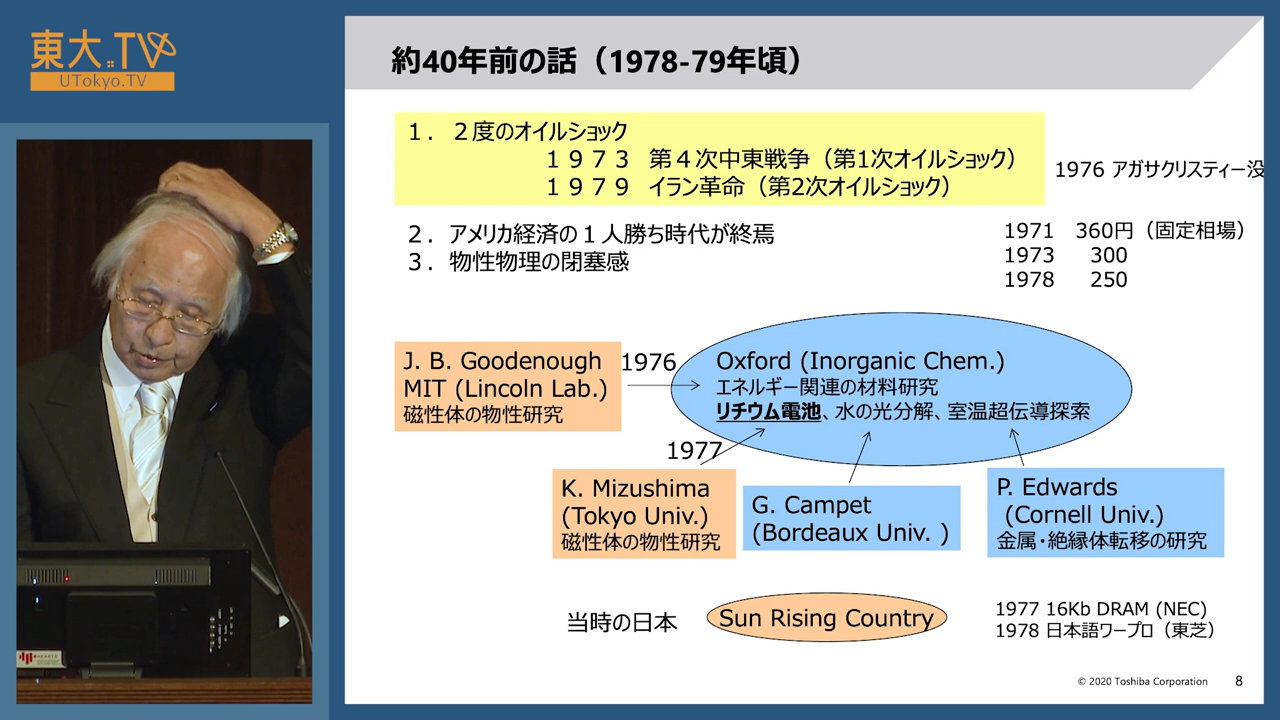 東大.TV
UTokyo.TV
約40年前の話（1978-79年頃）
１．２度のオイルショック
１９７３ 第４次中東戦争（第1次オイルショック）
１９７９ イラン革命（第2次オイルショック）
1976 アガサクリスティー没
２．アメリカ経済の１人勝ち時代が終焉
３．物性物理の閉塞感
1971 360円（固定相場）
1973 300
1978 250
J. B. Goodenough
MIT (Lincoln Lab.)
磁性体の物性研究
1976
Oxford (Inorganic Chem.)
エネルギー関連の材料研究
リチウム電池、水の光分解、室温超伝導探索
1977
K. Mizushima
(Tokyo Univ.)
磁性体の物性研究
G. Campet
(Bordeaux Univ. )
P. Edwards
(Cornell Univ.)
金属・絶縁体転移の研究
当時の日本
Sun Rising Country
1977 16Kb DRAM (NEC)
1978 日本語ワープロ（東芝）
© 2020 Toshiba Corporation
8